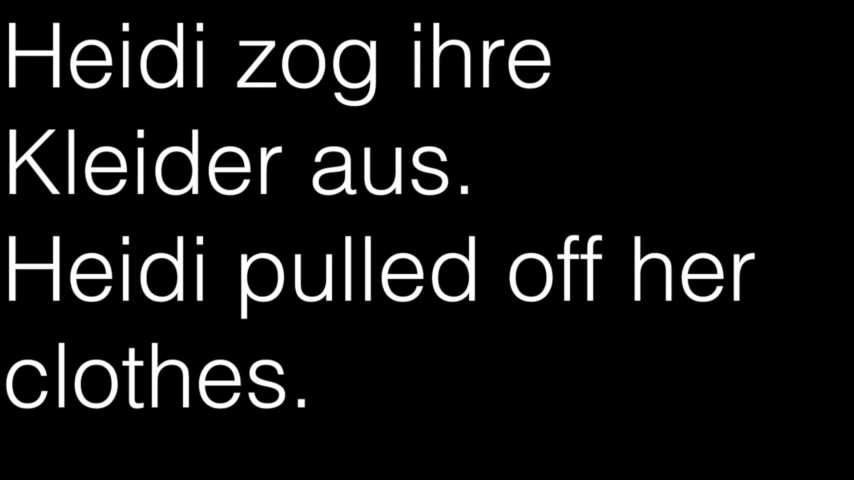 Heidi zog ihre
Kleider aus.
Heidi pulled off her
clothes.